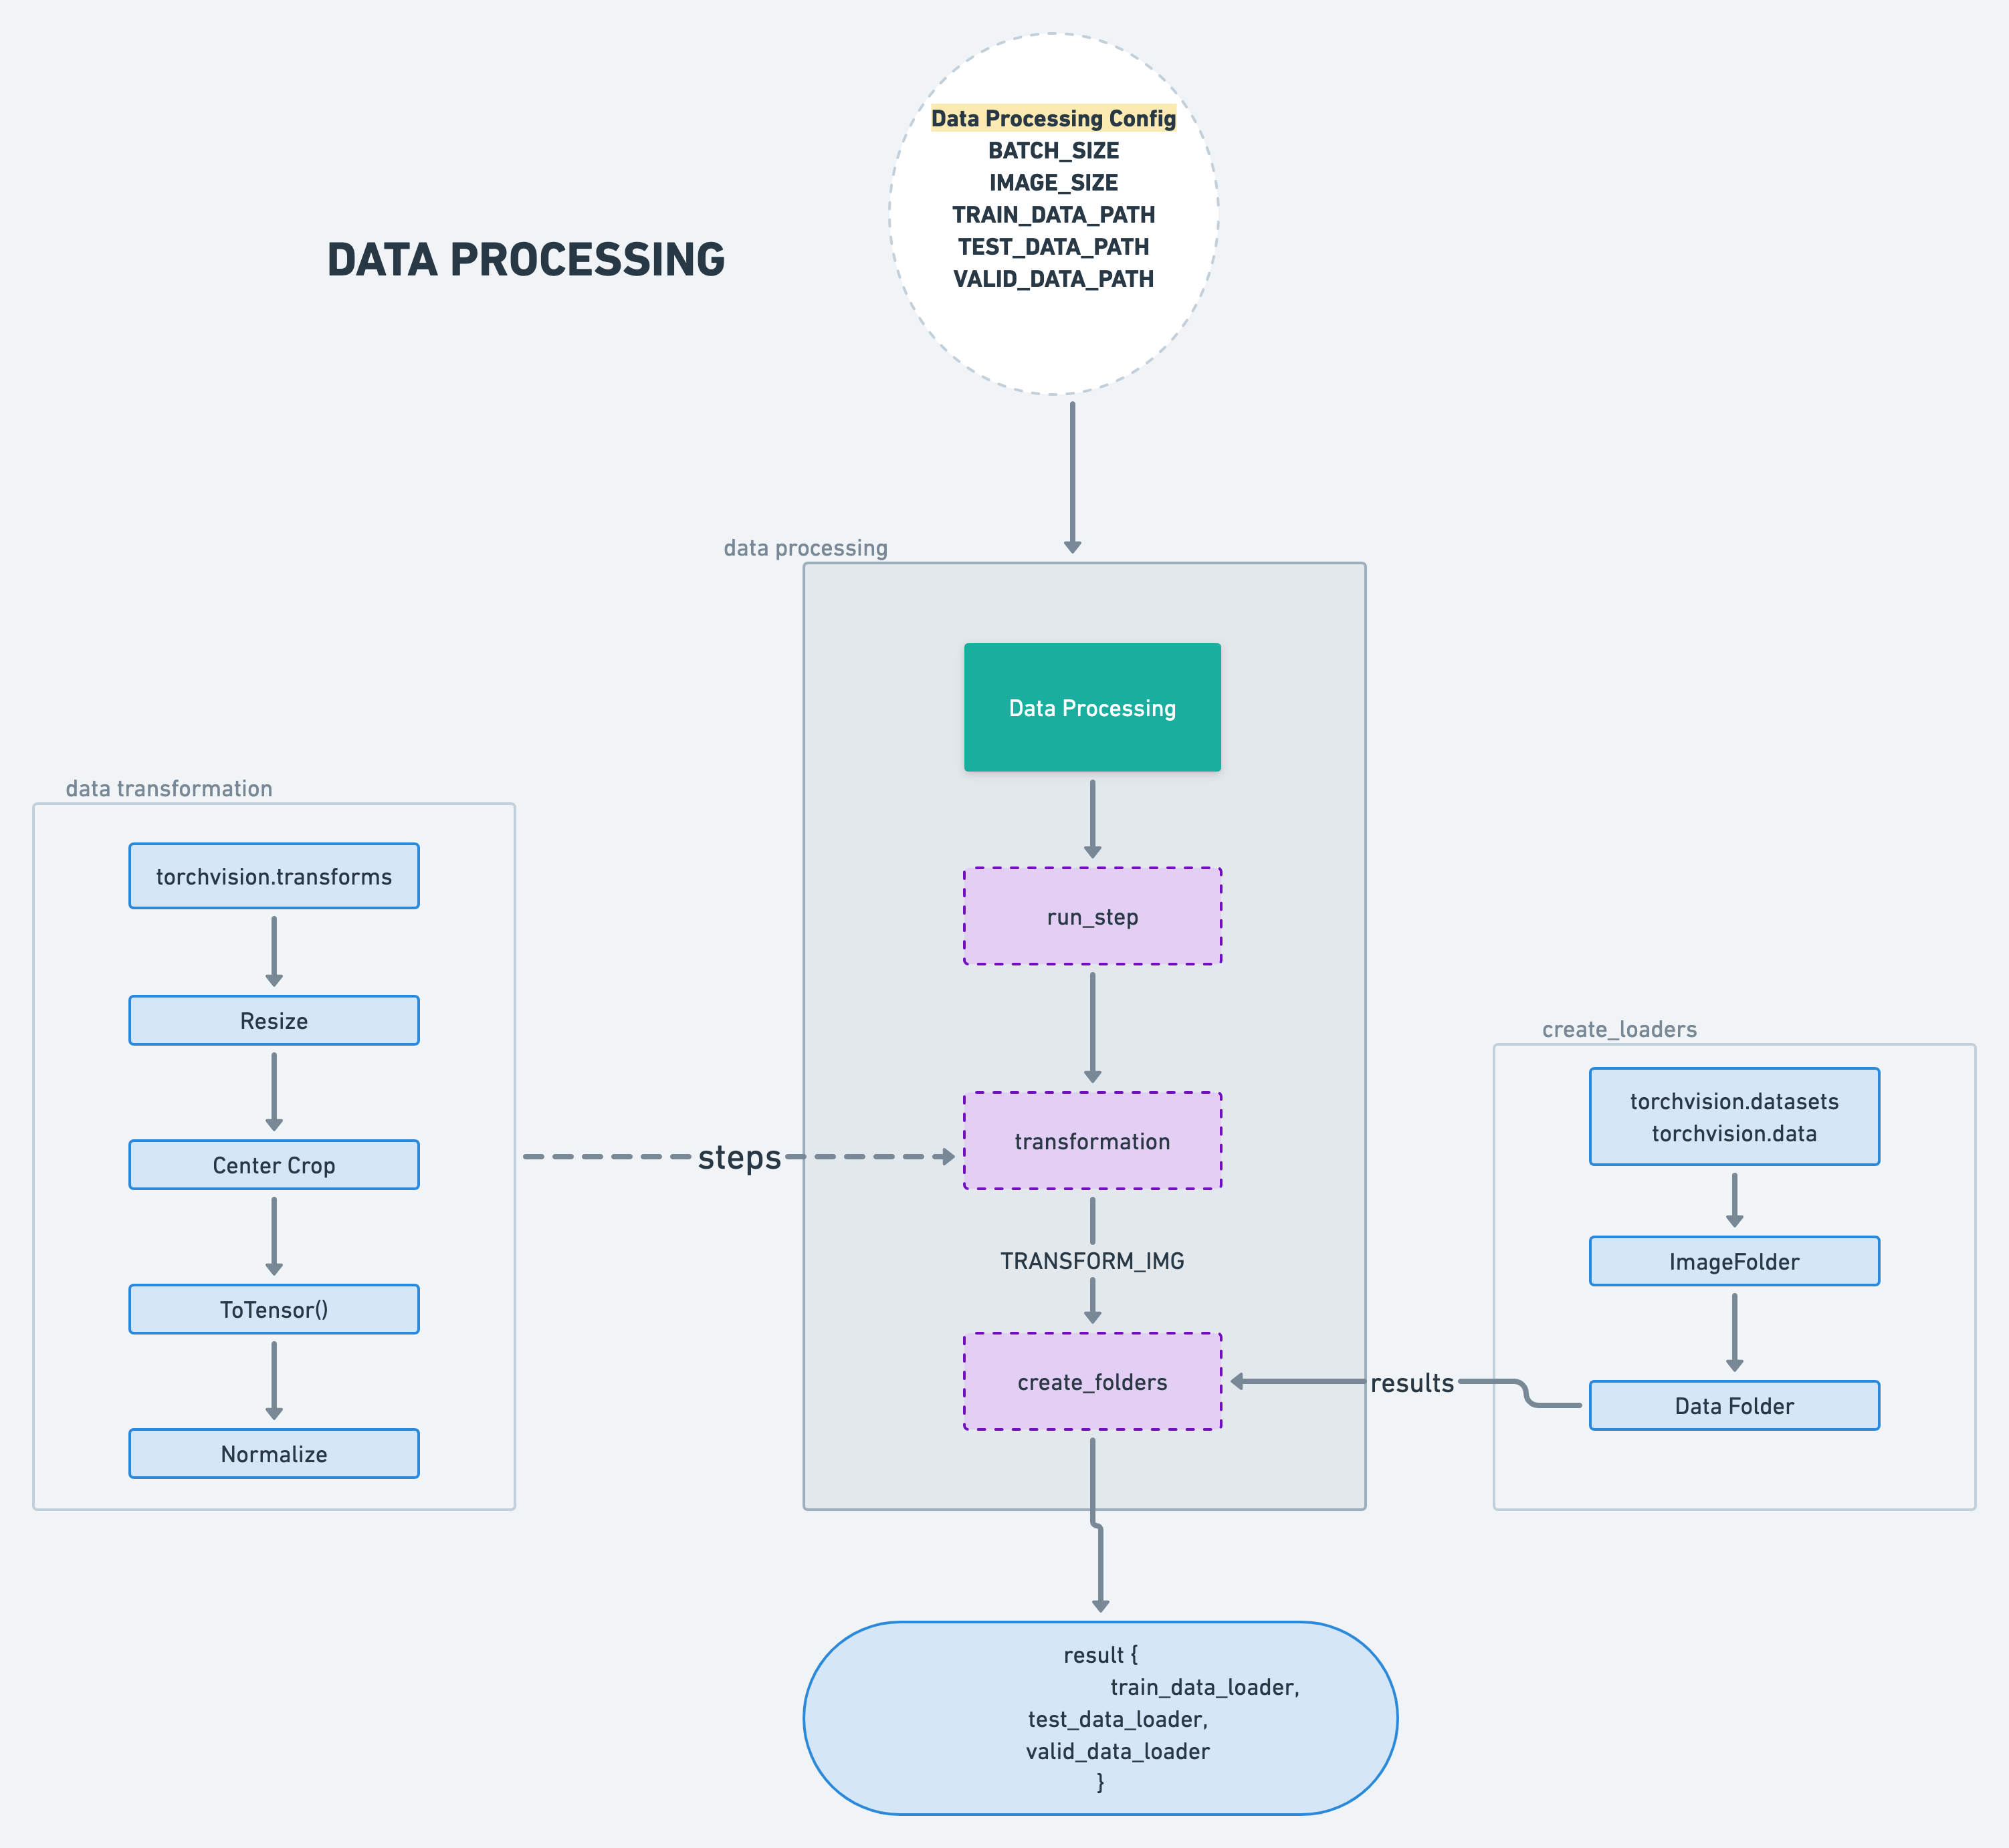 Data Processing Config
BATCH_SIZE
IMAGE_SIZE
TRAIN_DATA_PATH
TEST_DATA_PATH
VALID_DATA_PATH
DATA PROCESSING
data processing
Data Processing
run_step
transformation
TRANSFORM_IMG
create_folders
data transformation
torchvision.transforms
Resize
Center Crop
ToTensor()
Normalize
steps
create_loaders
torchvision.datasets
torchvision.data
ImageFolder
Data Folder
results
result {
train_data_loader,
test_data_loader,
valid_data_loader
}